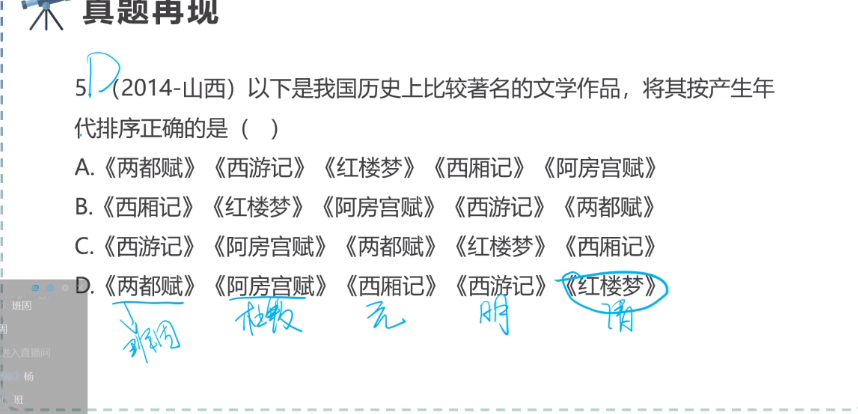 真题再现
D
5.（2014-山西）以下是我国历史上比较著名的文学作品，将其按产生年
代排序正确的是（ ）
A.《两都赋》《西游记》《红楼梦》《西厢记》《阿房宫赋》
B.《西厢记》《红楼梦》《阿房宫赋》《西游记》《两都赋》
C.《西游记》《阿房宫赋》《两都赋》《红楼梦》《西厢记》
D.《两都赋》《阿房宫赋》《西厢记》《西游记》《红楼梦》
班固 杜牧 元 明 清
班固
固
进入直播间
杨
班